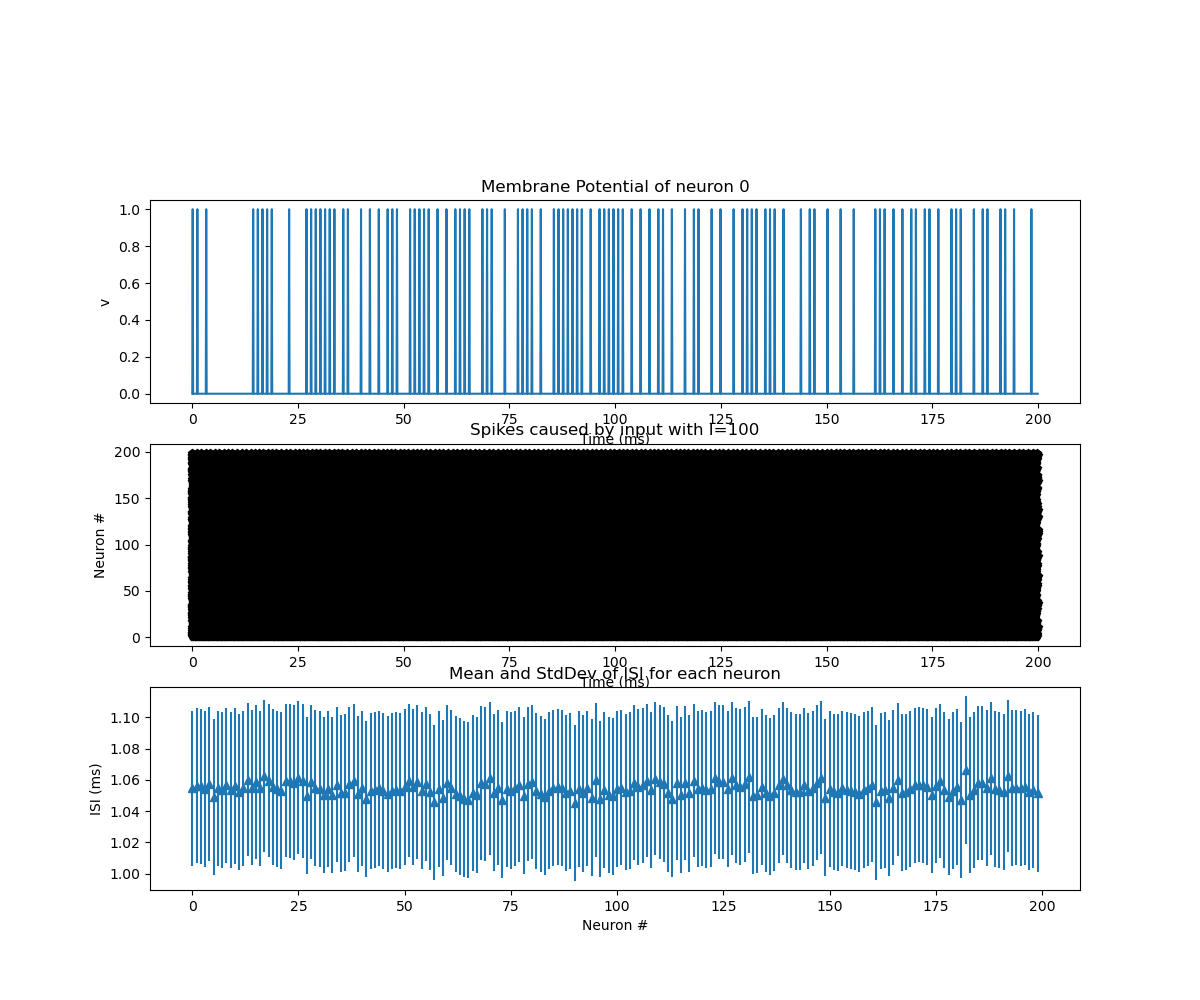 Membrane Potential of neuron 0
1.0
0.8
0.6
0.4
0.2
0.0
v
0 25 50 75 100 125 150 175 200
Time (ms)
Spikes caused by input with I=100
200
150
100
50
0
Neuron #
0 25 50 75 100 125 150 175 200
Time (ms)
Mean and StdDev of ISI for each neuron
1.10
1.08
1.06
1.04
1.02
1.00
ISI (ms)
0 25 50 75 100 125 150 175 200
Neuron #